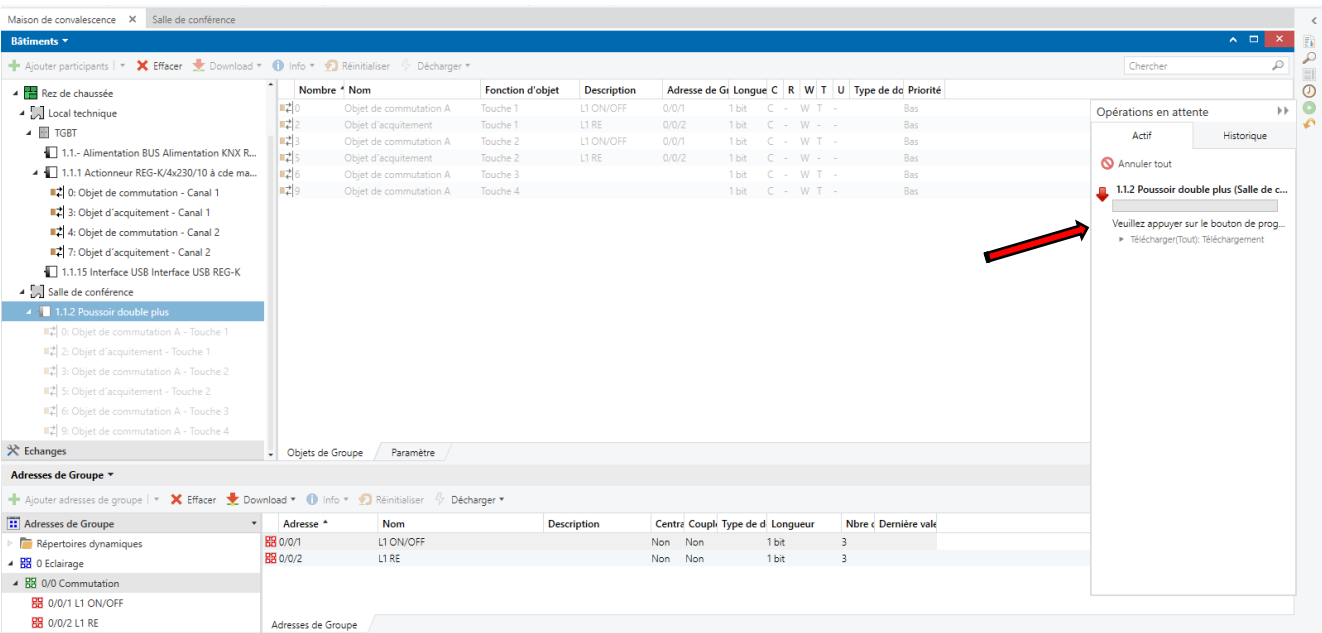 Maison de convalescence Salle de conférence
Bâtiments
Ajouter participants Effacer Download Info Réinitialiser Décharger Chercher
Rez de chaussée
Local technique
TGBT
1.1.- Alimentation BUS Alimentation KNX R...
1.1.1 Actionneur REG-K/4x230/10 à cde ma...
0: Objet de commutation - Canal 1
3: Objet d´acquitement - Canal 1
4: Objet de commutation - Canal 2
7: Objet d´acquitement - Canal 2
1.1.15 Interface USB Interface USB REG-K
Salle de conférence
1.1.2 Poussoir double plus
0: Objet de commutation A - Touche 1
2: Objet d´acquitement - Touche 1
3: Objet de commutation A - Touche 2
5: Objet d´acquitement - Touche 2
6: Objet de commutation A - Touche 3
9: Objet de commutation A - Touche 4
Echanges
Nombre Nom Fonction d'objet Description Adresse de Gr Longue C R W T U Type de do Priorité
0 Objet de commutation A Touche 1 L1 ON/OFF 0/0/1 1 bit C - W T - Bas
2 Objet d´acquitement Touche 1 L1 RE 0/0/2 1 bit C - W - - Bas
3 Objet de commutation A Touche 2 L1 ON/OFF 0/0/1 1 bit C - W T - Bas
5 Objet d´acquitement Touche 2 L1 RE 0/0/2 1 bit C - W - - Bas
6 Objet de commutation A Touche 3 1 bit C - W T - Bas
9 Objet de commutation A Touche 4 1 bit C - W T - Bas
Objets de Groupe Paramètre
Opérations en attente
Actif Historique
Annuler tout
1.1.2 Poussoir double plus (Salle de c...
Veuillez appuyer sur le bouton de prog...
Télécharger(Tout): Téléchargement
Adresses de Groupe
Ajouter adresses de groupe Effacer Download Info Réinitialiser Décharger
Adresses de Groupe
Répertoires dynamiques
0 Eclairage
0/0 Commutation
0/0/1 L1 ON/OFF
0/0/2 L1 RE
Adresse Nom Description Centra Couple Type de d Longueur Nbre c Dernière vale
0/0/1 L1 ON/OFF Non Non 1 bit 3
0/0/2 L1 RE Non Non 1 bit 3
Adresses de Groupe